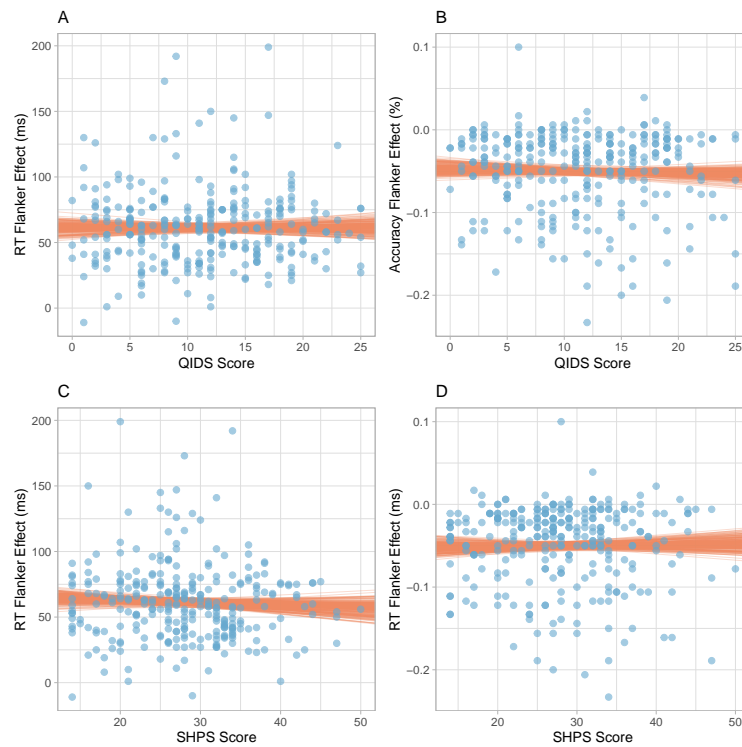 A
200
150
100
50
0
RT Flanker Effect (ms)
0 5 10 15 20 25
QIDS Score
B
0.1
0.0
−0.1
−0.2
Accuracy Flanker Effect (%)
0 5 10 15 20 25
QIDS Score
C
200
150
100
50
0
RT Flanker Effect (ms)
20 30 40 50
SHPS Score
D
0.1
0.0
−0.1
−0.2
RT Flanker Effect (ms)
20 30 40 50
SHPS Score